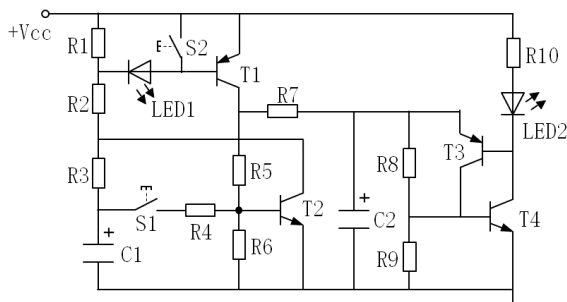 +Vcc
R1
S2
R10
T1
LED1
R2
R7
LED2
T3
R3
R5
R8
T2
S1
R4
T4
C2
R6
R9
C1